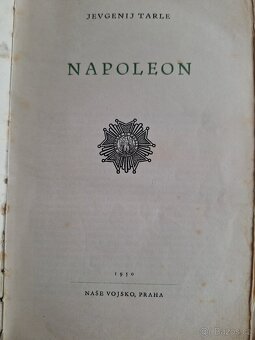 JEVGENIJ TARLE
NAPOLEON
1950
NAŠE VOJSKO, PRAHA